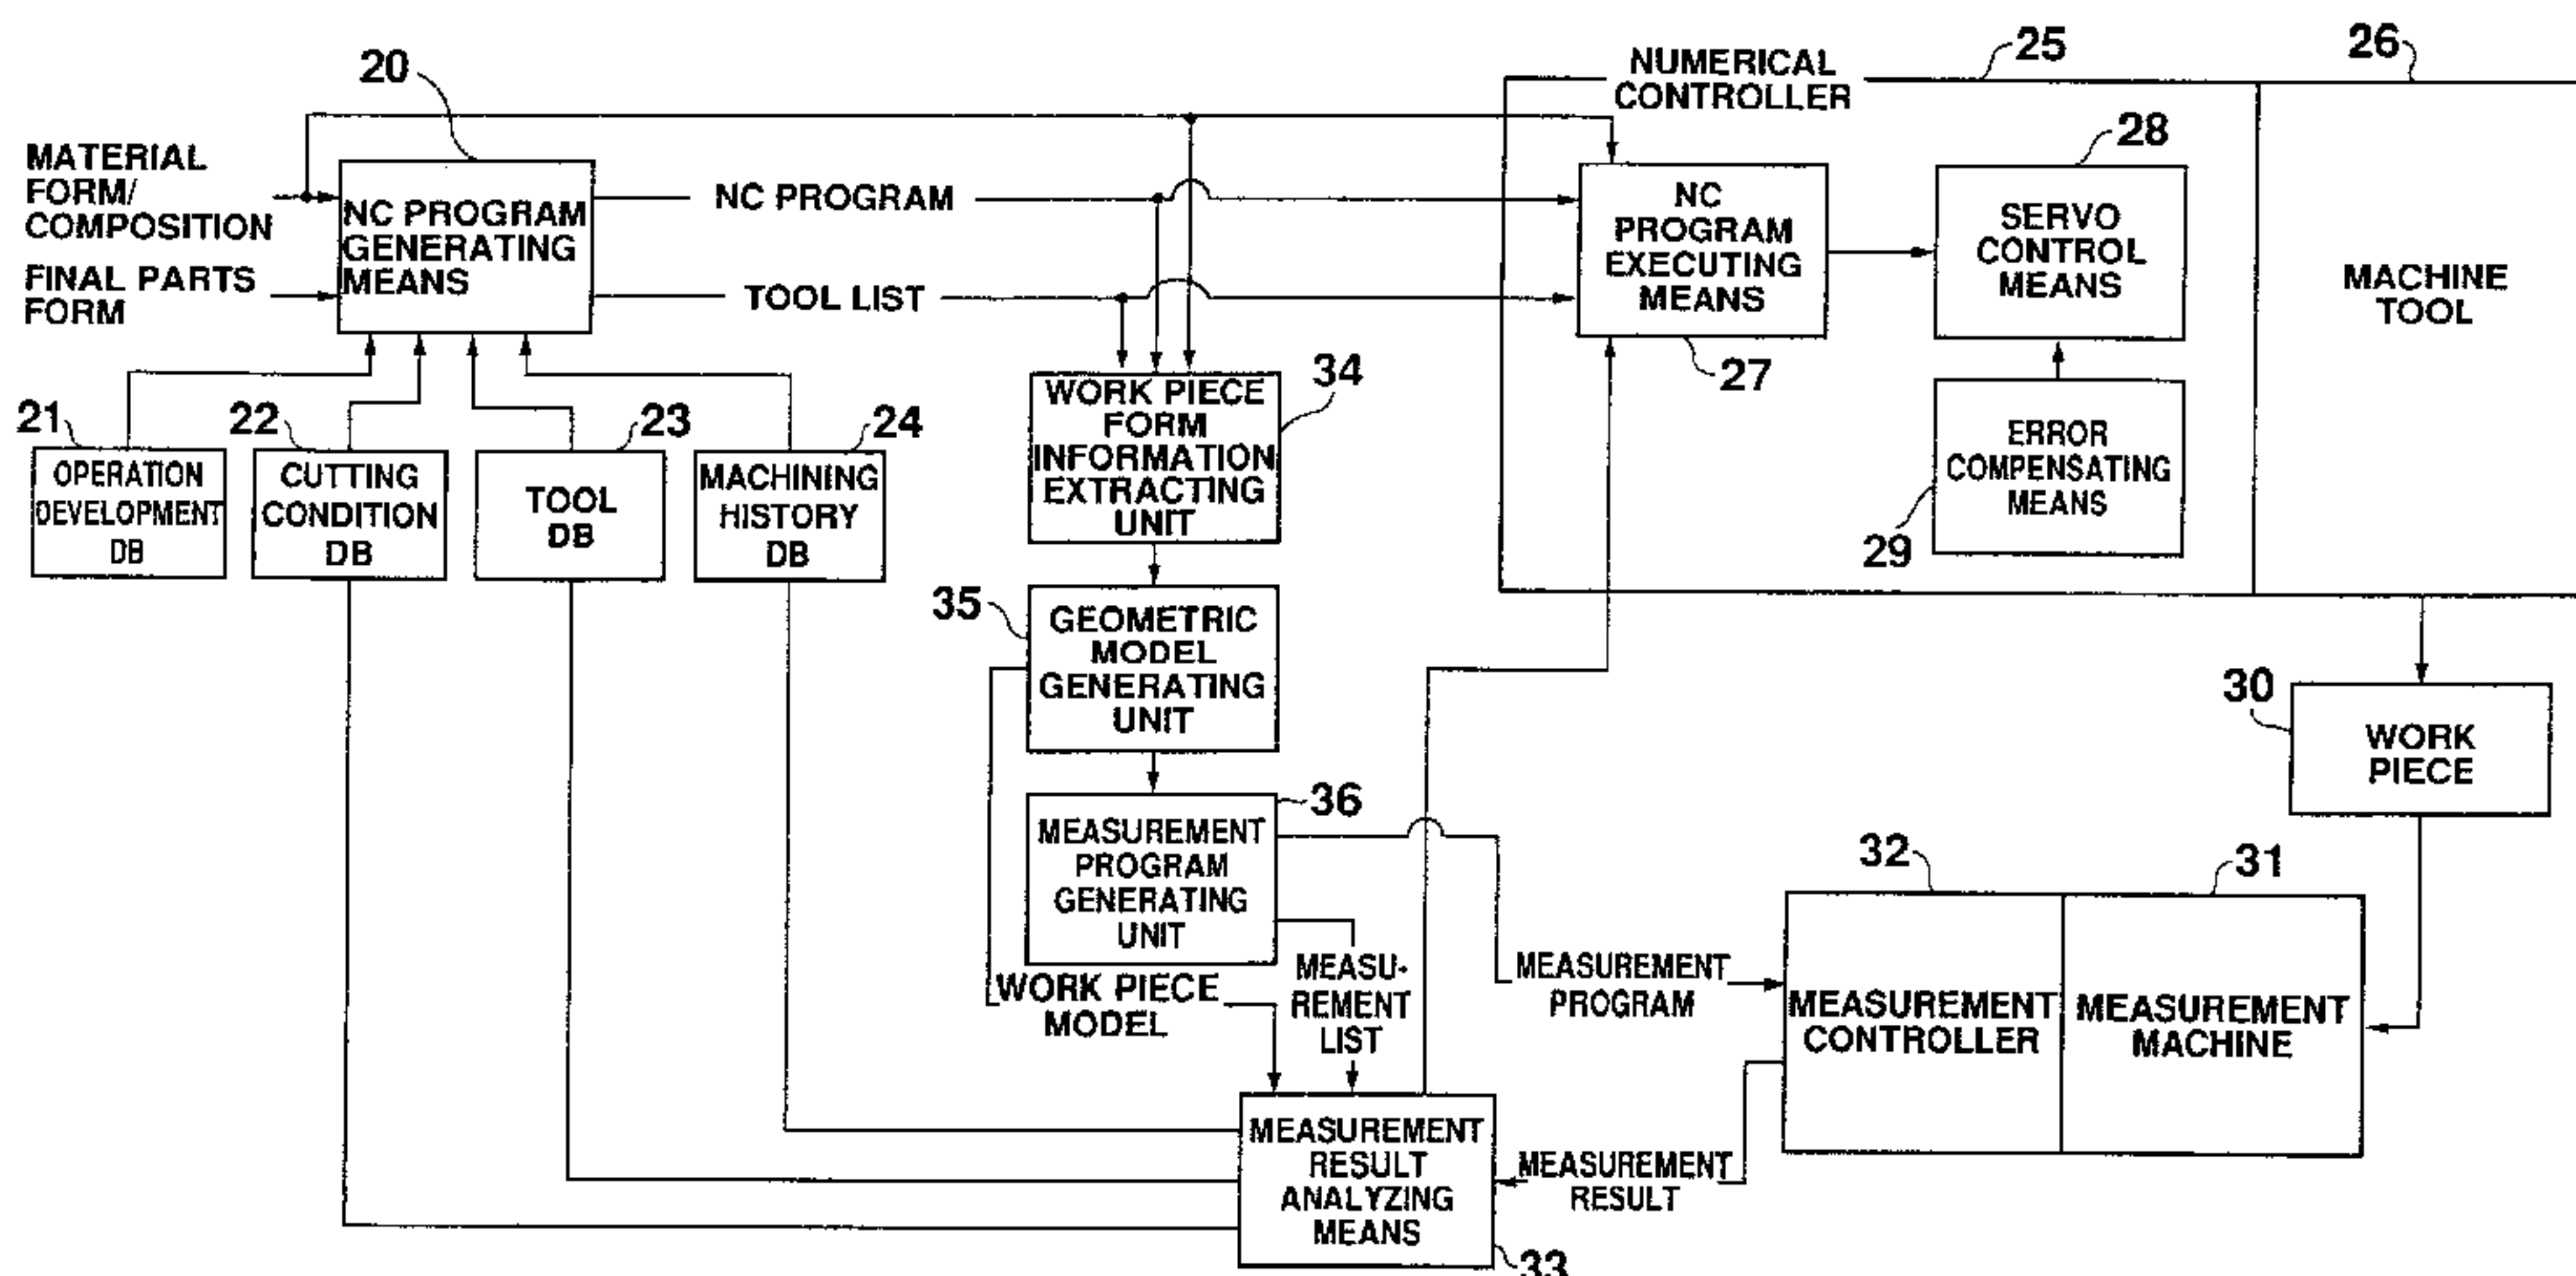 20
NUMERICAL
CONTROLLER
25
26
MATERIAL
FORM/
COMPOSITION
FINAL PARTS
FORM
NC PROGRAM
GENERATING
MEANS
NC PROGRAM
TOOL LIST
NC
PROGRAM
EXECUTING
MEANS
27
28
SERVO
CONTROL
MEANS
MACHINE
TOOL
ERROR
COMPENSATING
MEANS
29
21
OPERATION
DEVELOPMENT
DB
22
CUTTING
CONDITION
DB
23
TOOL
DB
24
MACHINING
HISTORY
DB
34
WORK PIECE
FORM
INFORMATION
EXTRACTING
UNIT
35
GEOMETRIC
MODEL
GENERATING
UNIT
36
MEASUREMENT
PROGRAM
GENERATING
UNIT
WORK PIECE
MODEL
MEASU-
REMENT
LIST
MEASUREMENT
PROGRAM
30
WORK
PIECE
32
31
MEASUREMENT
CONTROLLER
MEASUREMENT
MACHINE
MEASUREMENT
RESULT
MEASUREMENT
RESULT
ANALYZING
MEANS
33